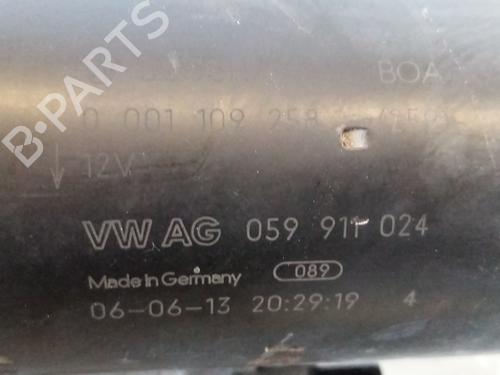 BOA
0 001 109 258
12V
VW AG 059 911 024
Made in Germany 089
06-06-13 20:29:19 4
B-PARTS